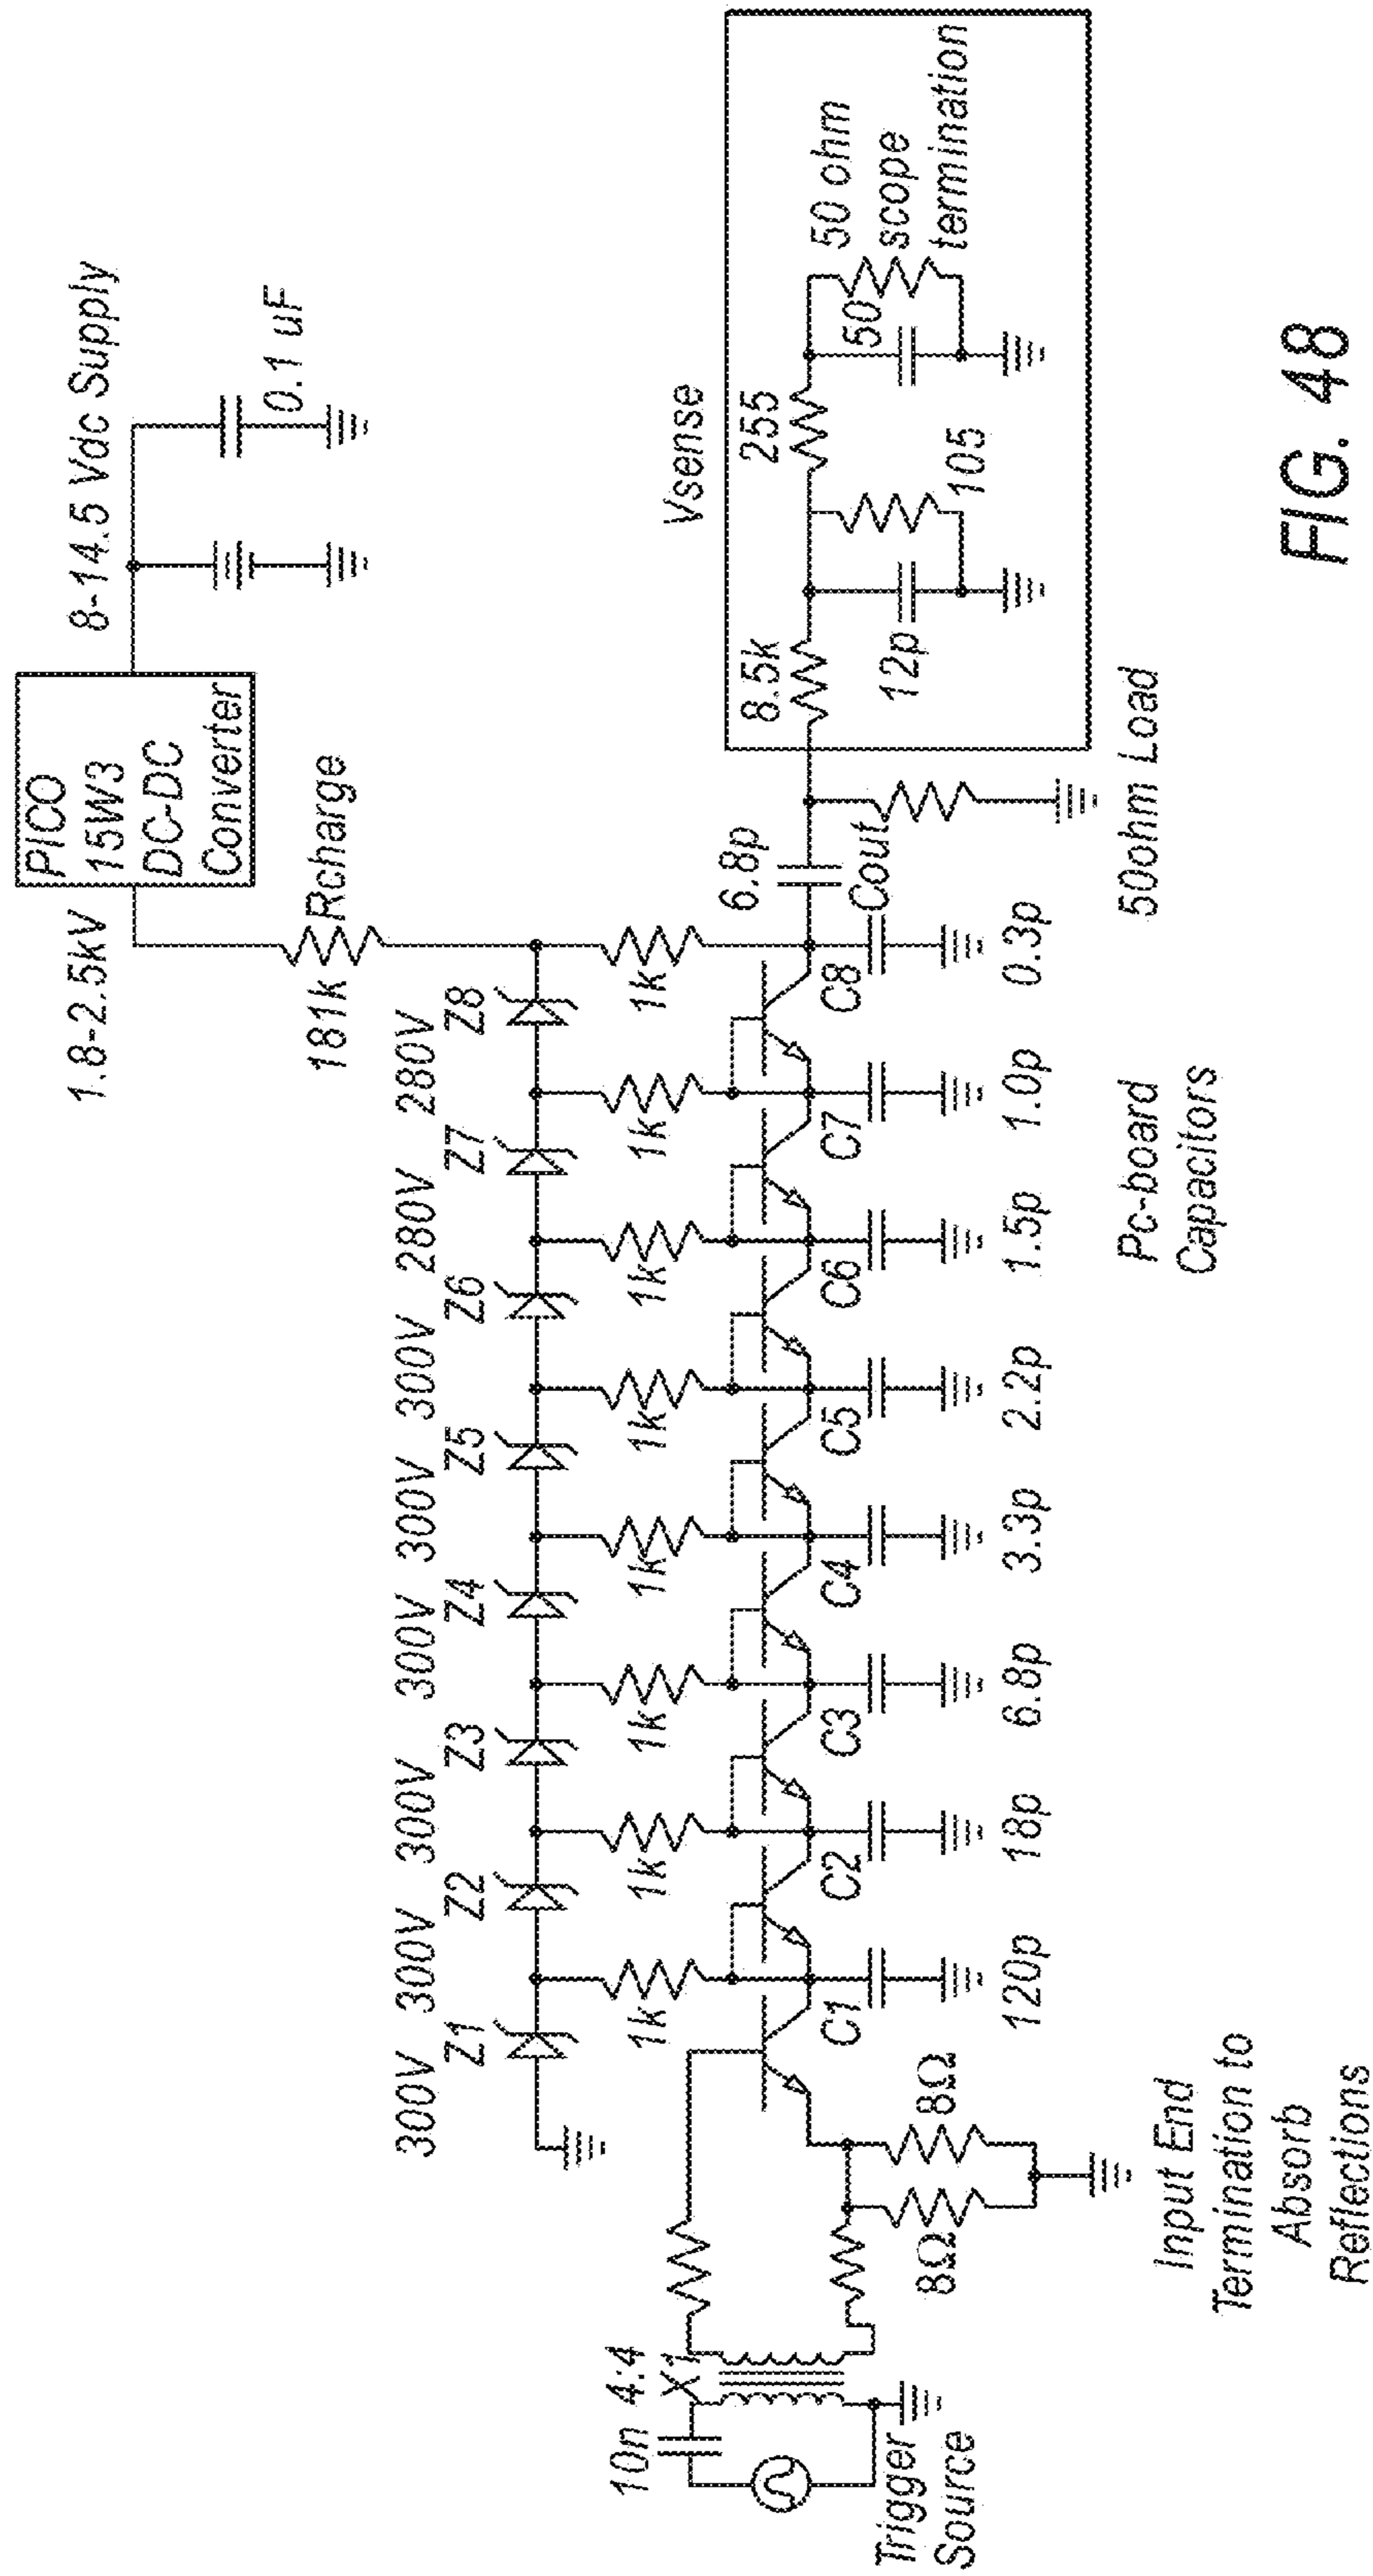 PICO
15W3
DC-DC
Converter
8-14.5 Vdc Supply
0.1 uF
1.8-2.5kV
Rcharge
181k
300V
300V
300V
300V
300V
300V
280V
280V
Z1
Z2
Z3
Z4
Z5
Z6
Z7
Z8
1k
1k
1k
1k
1k
1k
1k
1k
10n
4:4
X1
Trigger
Source
8Ω
8Ω
Input End
Termination to
Absorb
Reflections
C1
C2
C3
C4
C5
C6
C7
C8
120p
18p
6.8p
3.3p
2.2p
1.5p
1.0p
0.3p
Pc-board
Capacitors
6.8p
Cout
50ohm Load
Vsense
8.5k
12p
105
255
50
50 ohm
scope
termination
FIG. 48